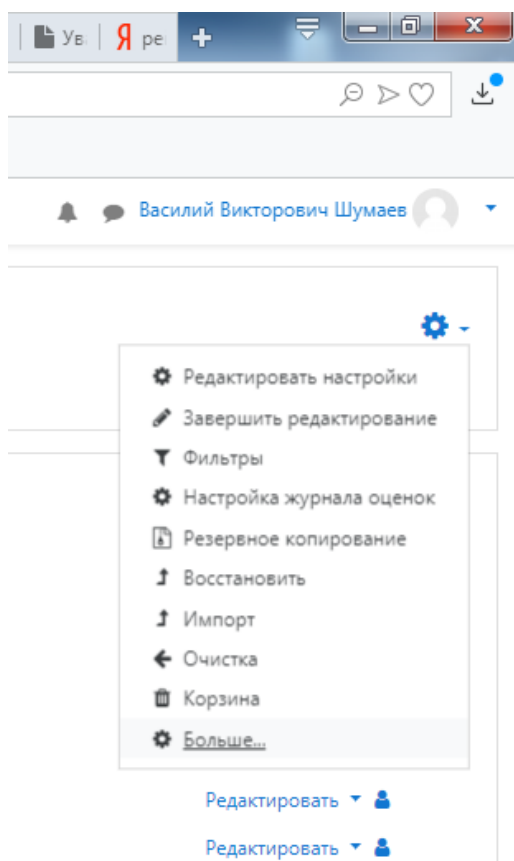 Ув
Я ре
Василий Викторович Шумаев
Редактировать настройки
Завершить редактирование
Фильтры
Настройка журнала оценок
Резервное копирование
Восстановить
Импорт
Очистка
Корзина
Больше...
Редактировать
Редактировать